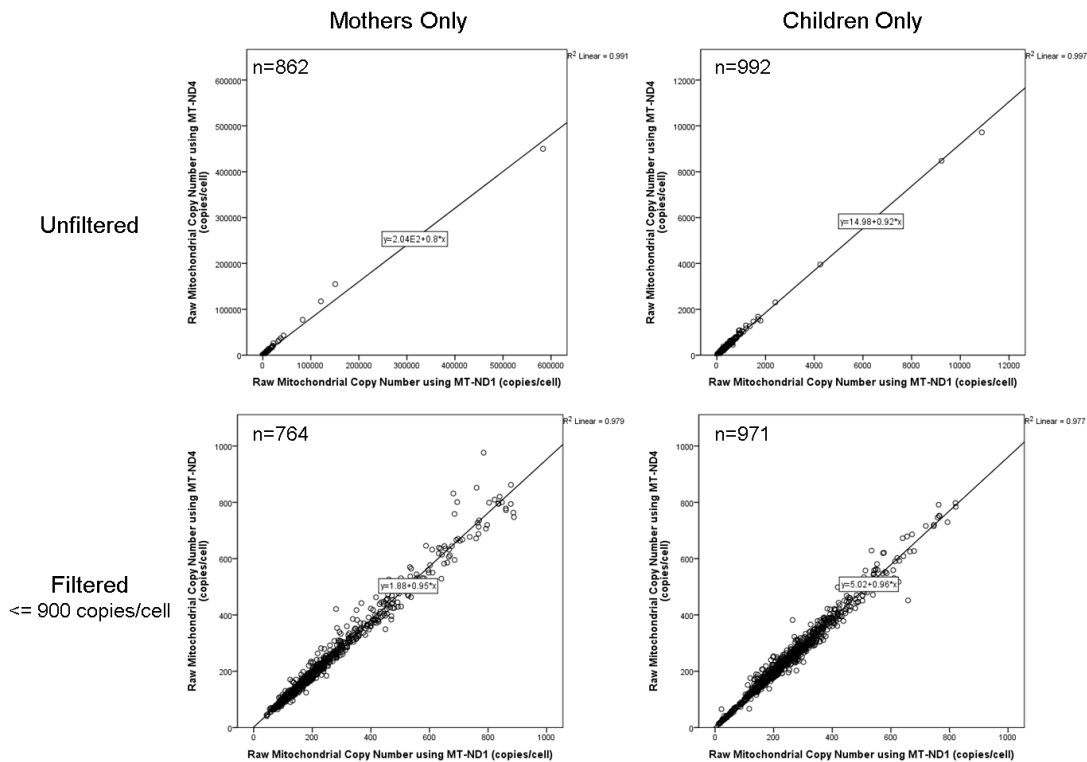 Mothers Only
Children Only
Unfiltered
Filtered
<= 900 copies/cell
n=862
R² Linear = 0.991
Raw Mitochondrial Copy Number using MT-ND4
(copies/cell)
600000
500000
400000
300000
200000
100000
0
y=2.04E2+0.8*x
0 100000 200000 300000 400000 500000 600000
Raw Mitochondrial Copy Number using MT-ND1 (copies/cell)
n=992
R² Linear = 0.997
Raw Mitochondrial Copy Number using MT-ND4
(copies/cell)
12000
10000
8000
6000
4000
2000
0
y=14.98+0.92*x
0 2000 4000 6000 8000 10000 12000
Raw Mitochondrial Copy Number using MT-ND1 (copies/cell)
n=764
R² Linear = 0.979
Raw Mitochondrial Copy Number using MT-ND4
(copies/cell)
1000
800
600
400
200
0
y=1.88+0.95*x
0 200 400 600 800 1000
Raw Mitochondrial Copy Number using MT-ND1 (copies/cell)
n=971
R² Linear = 0.977
Raw Mitochondrial Copy Number using MT-ND4
(copies/cell)
1000
800
600
400
200
0
y=5.02+0.96*x
0 200 400 600 800 1000
Raw Mitochondrial Copy Number using MT-ND1 (copies/cell)